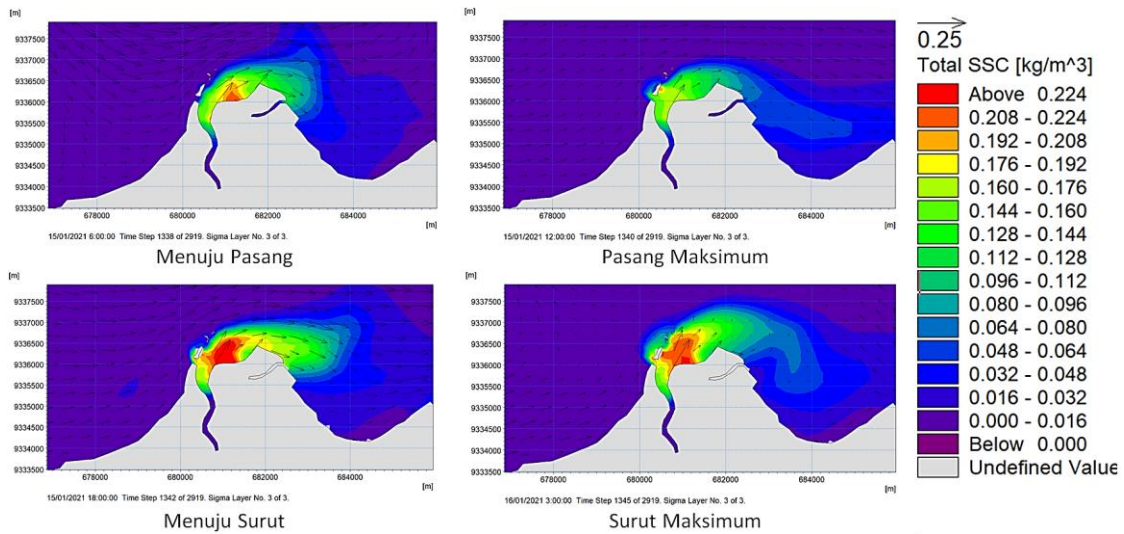 [m]
9337500
9337000
9336500
9336000
9335500
9335000
9334500
9334000
9333500
678000 680000 682000 684000
[m]
15/01/2021 6:00:00 Time Step 1338 of 2919. Sigma Layer No. 3 of 3.
Menuju Pasang
[m]
9337500
9337000
9336500
9336000
9335500
9335000
9334500
9334000
9333500
678000 680000 682000 684000
[m]
15/01/2021 12:00:00 Time Step 1340 of 2919. Sigma Layer No. 3 of 3.
Pasang Maksimum
[m]
9337500
9337000
9336500
9336000
9335500
9335000
9334500
9334000
9333500
678000 680000 682000 684000
[m]
15/01/2021 18:00:00 Time Step 1342 of 2919. Sigma Layer No. 3 of 3.
Menuju Surut
[m]
9337500
9337000
9336500
9336000
9335500
9335000
9334500
9334000
9333500
678000 680000 682000 684000
[m]
16/01/2021 3:00:00 Time Step 1345 of 2919. Sigma Layer No. 3 of 3.
Surut Maksimum
0.25
Total SSC [kg/m^3]
Above 0.224
0.208 - 0.224
0.192 - 0.208
0.176 - 0.192
0.160 - 0.176
0.144 - 0.160
0.128 - 0.144
0.112 - 0.128
0.096 - 0.112
0.080 - 0.096
0.064 - 0.080
0.048 - 0.064
0.032 - 0.048
0.016 - 0.032
0.000 - 0.016
Below 0.000
Undefined Value